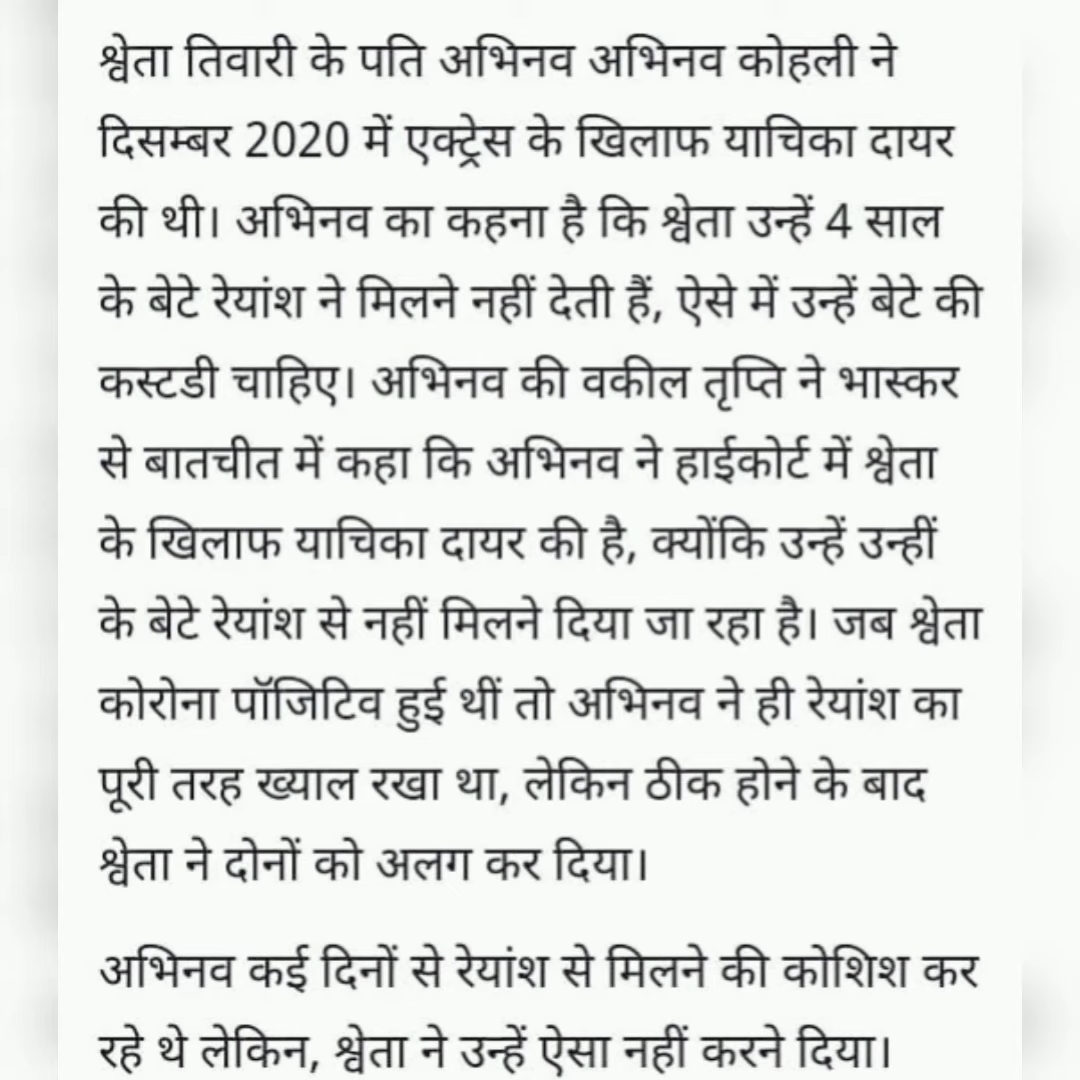 श्वेता तिवारी के पति अभिनव अभिनव कोहली ने
दिसम्बर 2020 में एक्ट्रेस के खिलाफ याचिका दायर
की थी। अभिनव का कहना है कि श्वेता उन्हें 4 साल
के बेटे रेयांश ने मिलने नहीं देती हैं, ऐसे में उन्हें बेटे की
कस्टडी चाहिए। अभिनव की वकील तृप्ति ने भास्कर
से बातचीत में कहा कि अभिनव ने हाईकोर्ट में श्वेता
के खिलाफ याचिका दायर की है, क्योंकि उन्हें उन्हीं
के बेटे रेयांश से नहीं मिलने दिया जा रहा है। जब श्वेता
कोरोना पॉजिटिव हुई थीं तो अभिनव ने ही रेयांश का
पूरी तरह ख्याल रखा था, लेकिन ठीक होने के बाद
श्वेता ने दोनों को अलग कर दिया।
अभिनव कई दिनों से रेयांश से मिलने की कोशिश कर
रहे थे लेकिन, श्वेता ने उन्हें ऐसा नहीं करने दिया।